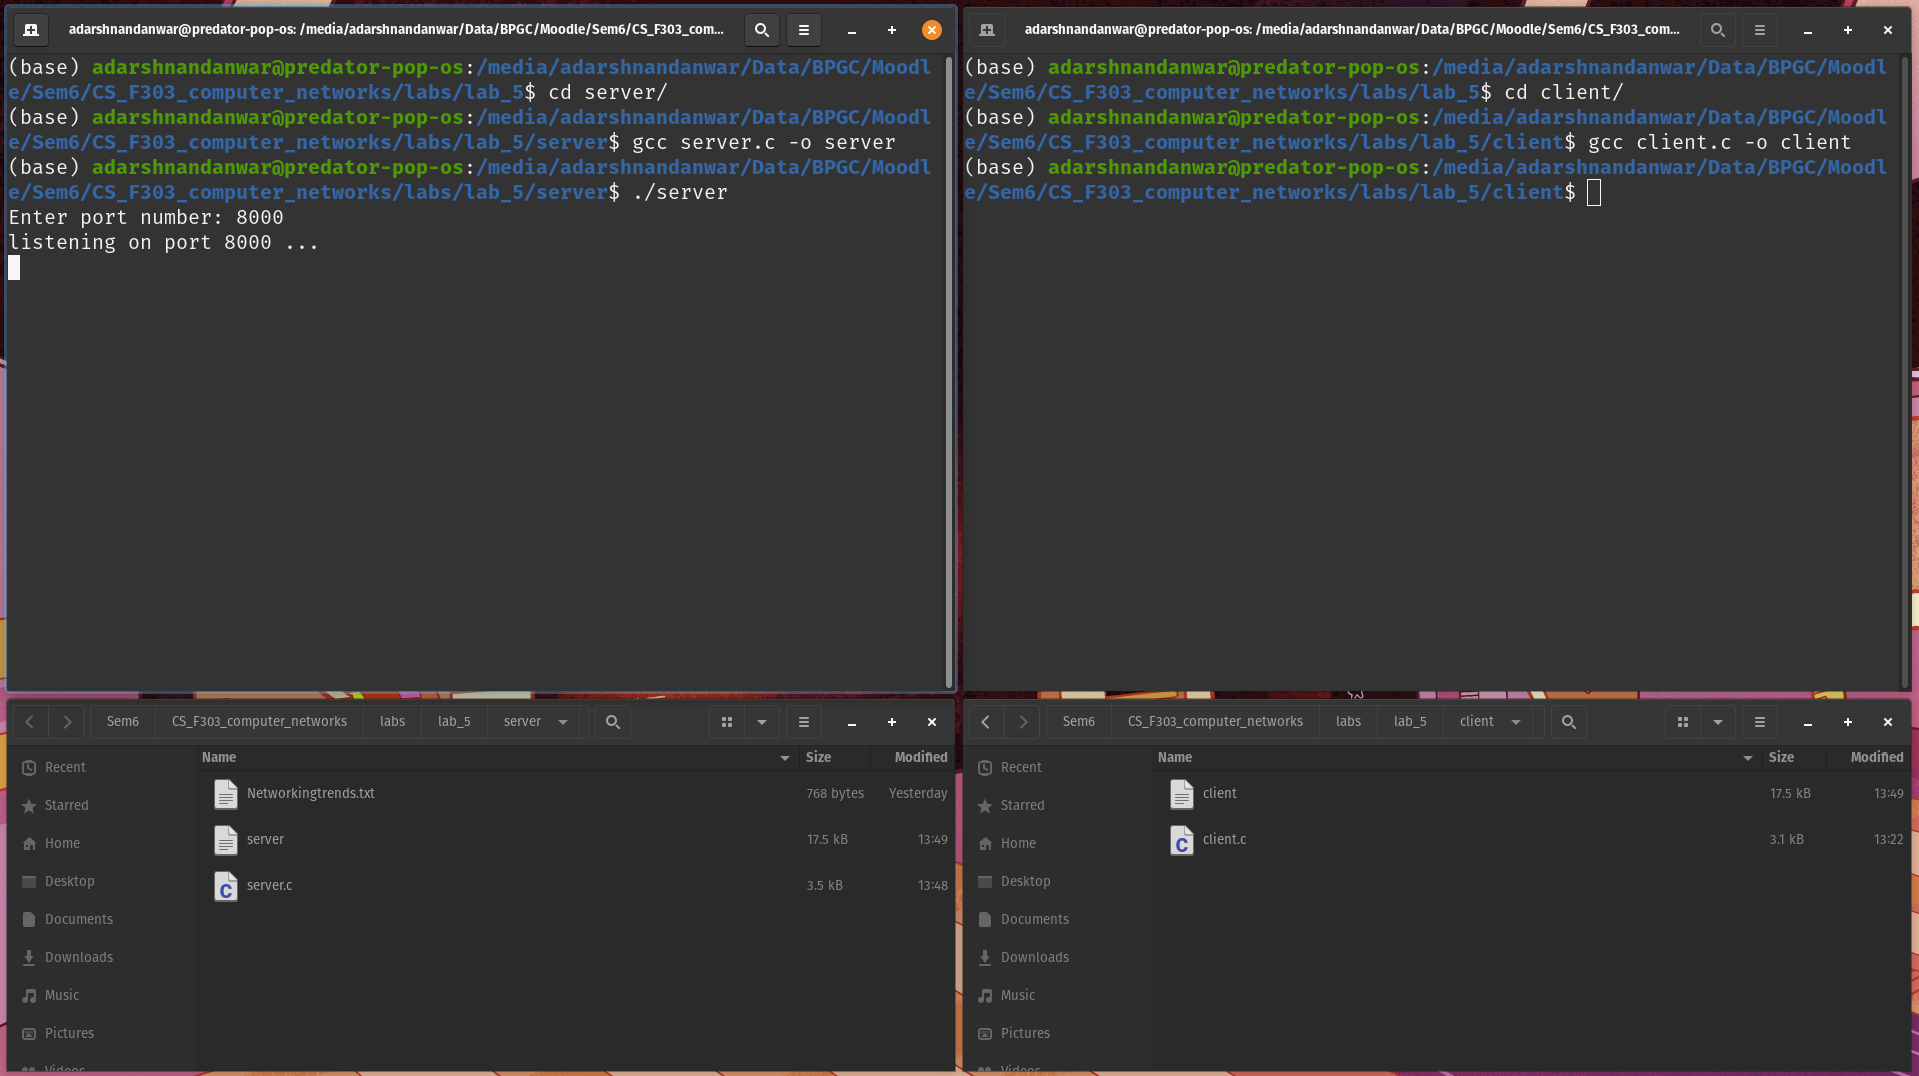 adarshnandanwar@predator-pop-os: /media/adarshnandanwar/Data/BPGC/Moodle/Sem6/CS_F303_com...
(base) adarshnandanwar@predator-pop-os:/media/adarshnandanwar/Data/BPGC/Moodl
e/Sem6/CS_F303_computer_networks/labs/lab_5$ cd server/
(base) adarshnandanwar@predator-pop-os:/media/adarshnandanwar/Data/BPGC/Moodl
e/Sem6/CS_F303_computer_networks/labs/lab_5/server$ gcc server.c -o server
(base) adarshnandanwar@predator-pop-os:/media/adarshnandanwar/Data/BPGC/Moodl
e/Sem6/CS_F303_computer_networks/labs/lab_5/server$ ./server
Enter port number: 8000
listening on port 8000 ...
adarshnandanwar@predator-pop-os: /media/adarshnandanwar/Data/BPGC/Moodle/Sem6/CS_F303_com...
(base) adarshnandanwar@predator-pop-os:/media/adarshnandanwar/Data/BPGC/Moodl
e/Sem6/CS_F303_computer_networks/labs/lab_5$ cd client/
(base) adarshnandanwar@predator-pop-os:/media/adarshnandanwar/Data/BPGC/Moodl
e/Sem6/CS_F303_computer_networks/labs/lab_5/client$ gcc client.c -o client
(base) adarshnandanwar@predator-pop-os:/media/adarshnandanwar/Data/BPGC/Moodl
e/Sem6/CS_F303_computer_networks/labs/lab_5/client$
Sem6 CS_F303_computer_networks labs lab_5 server
Recent
Starred
Home
Desktop
Documents
Downloads
Music
Pictures
Videos
Name Size Modified
Networkingtrends.txt 768 bytes Yesterday
server 17.5 kB 13:49
server.c 3.5 kB 13:48
Sem6 CS_F303_computer_networks labs lab_5 client
Recent
Starred
Home
Desktop
Documents
Downloads
Music
Pictures
Videos
Name Size Modified
client 17.5 kB 13:49
client.c 3.1 kB 13:22